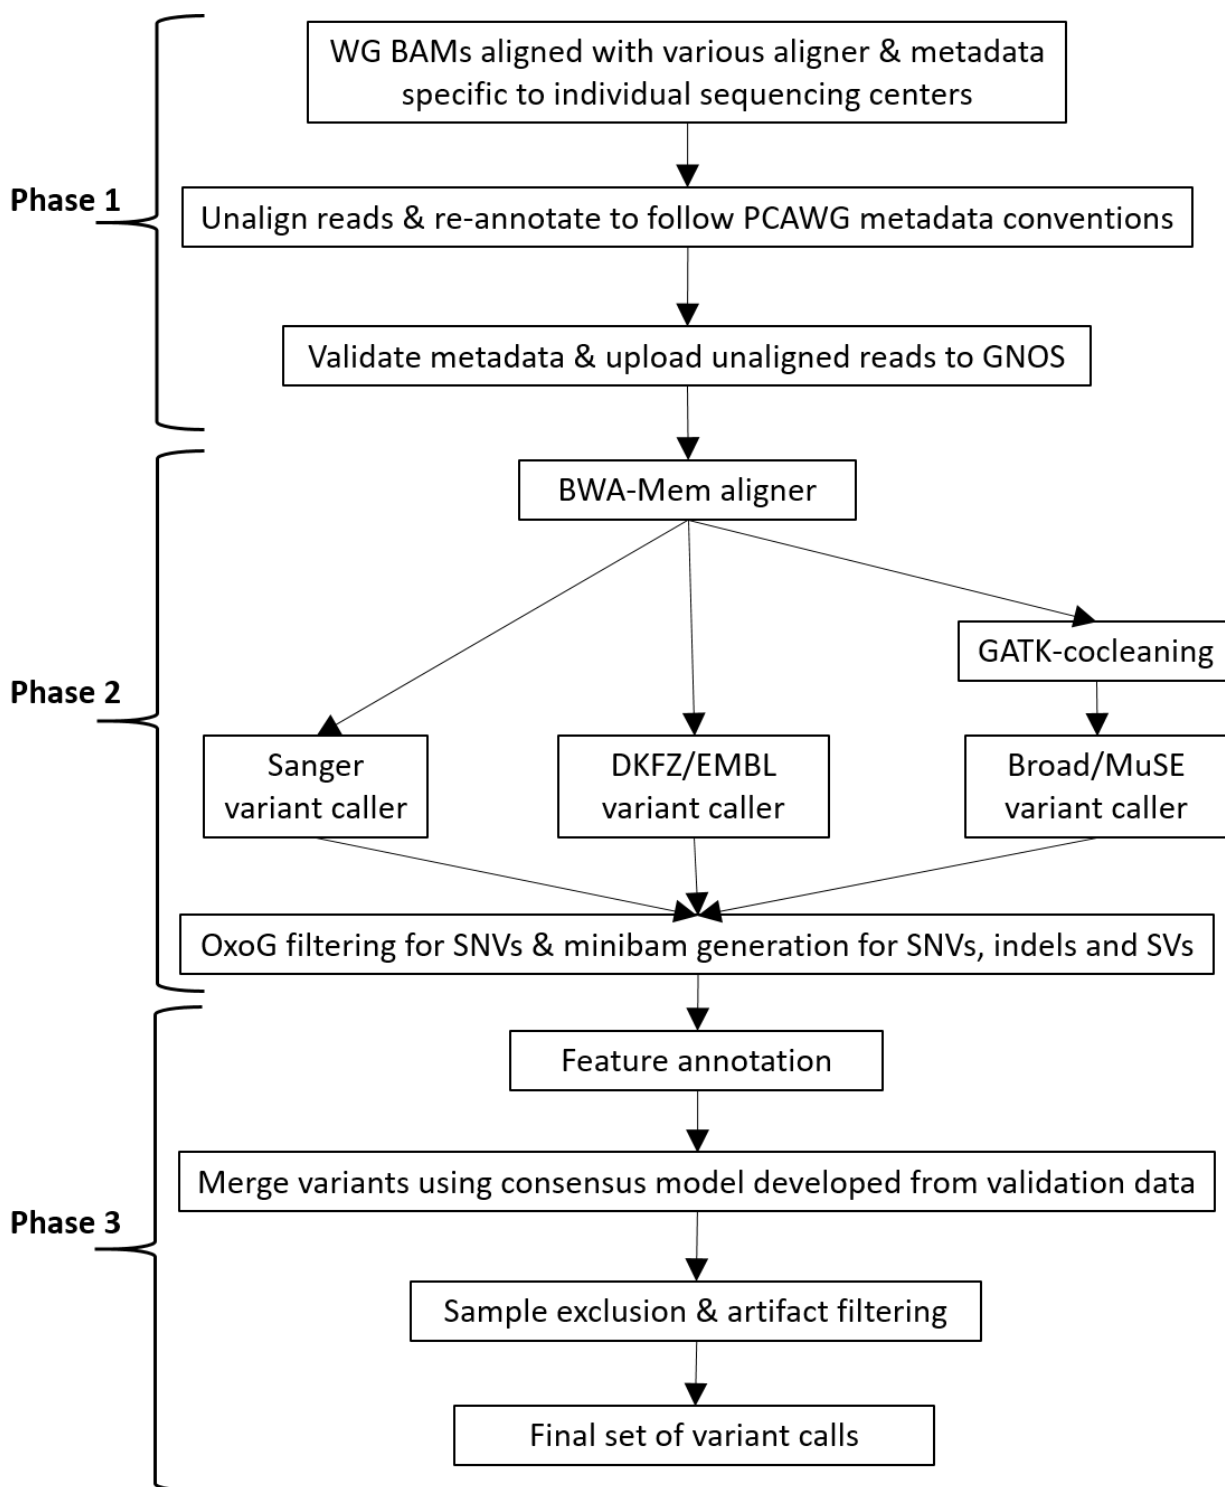 WG BAMs aligned with various aligner & metadata
specific to individual sequencing centers
Phase 1
Unalign reads & re-annotate to follow PCAWG metadata conventions
Validate metadata & upload unaligned reads to GNOS
BWA-Mem aligner
GATK-cocleaning
Phase 2
Sanger
variant caller
DKFZ/EMBL
variant caller
Broad/MuSE
variant caller
OxoG filtering for SNVs & minibam generation for SNVs, indels and SVs
Feature annotation
Merge variants using consensus model developed from validation data
Phase 3
Sample exclusion & artifact filtering
Final set of variant calls